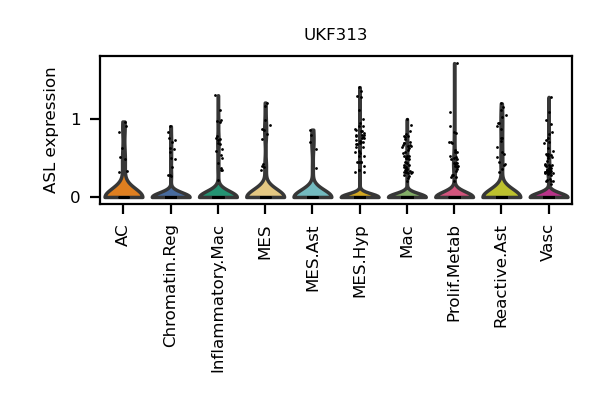 UKF313
ASL expression
1
0
AC
Chromatin.Reg
Inflammatory.Mac
MES
MES.Ast
MES.Hyp
Mac
Prolif.Metab
Reactive.Ast
Vasc